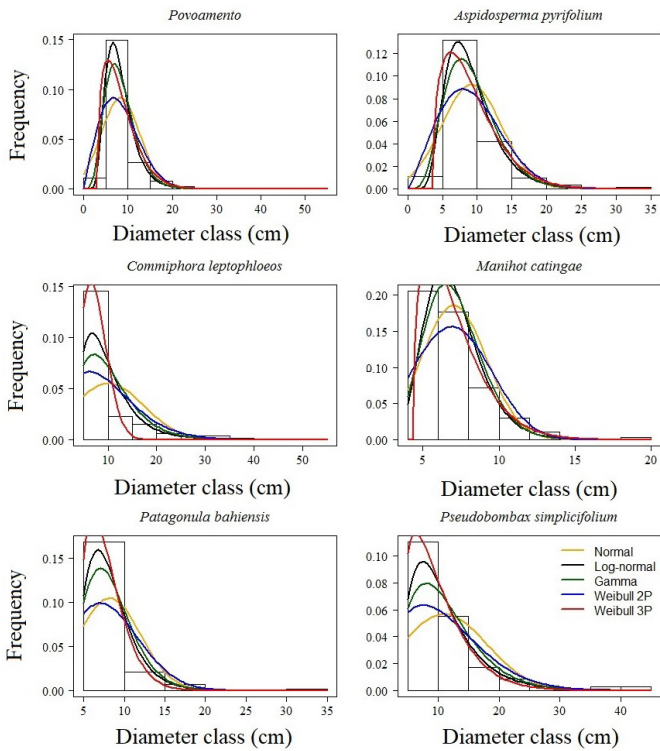 Povoamento
Aspidosperma pyrifolium
Frequency
0.15
0.10
0.05
0.00
0 10 20 30 40 50
Diameter class (cm)
0.12
0.10
0.08
0.06
0.04
0.02
0.00
0 5 10 15 20 25 30 35
Diameter class (cm)
Commiphora leptophloeos
Manihot catingae
Frequency
0.15
0.10
0.05
0.00
10 20 30 40 50
Diameter class (cm)
0.20
0.15
0.10
0.05
0.00
5 10 15 20
Diameter class (cm)
Patagonula bahiensis
Pseudobombax simplicifolium
Frequency
0.15
0.10
0.05
0.00
5 10 15 20 25 30 35
Diameter class (cm)
0.10
0.08
0.06
0.04
0.02
0.00
10 20 30 40
Diameter class (cm)
Normal
Log-normal
Gamma
Weibull 2P
Weibull 3P